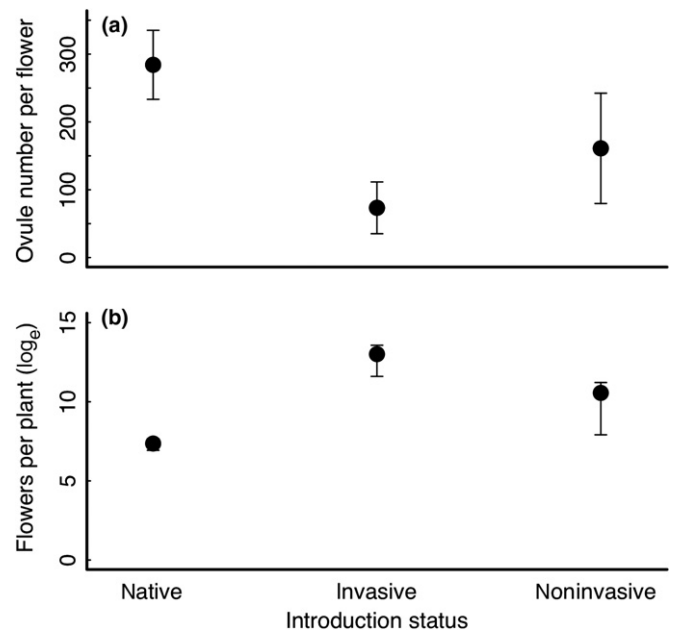 (a)
Ovule number per flower
300
200
100
0
(b)
Flowers per plant (logₑ)
15
10
5
0
Native Invasive Noninvasive
Introduction status